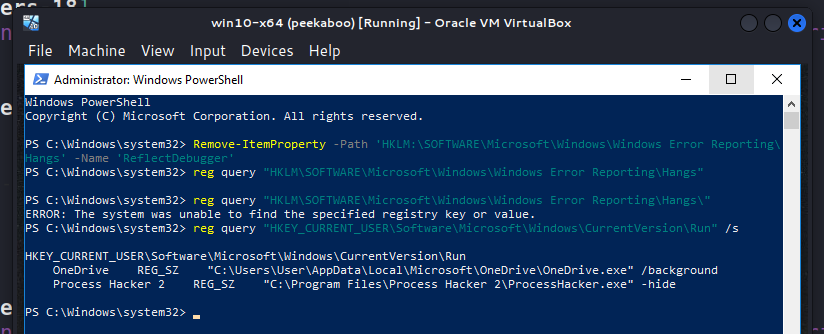 ers 18]
win10-x64 (peekaboo) [Running] - Oracle VM VirtualBox
File Machine View Input Devices Help
Administrator: Windows PowerShell
Windows PowerShell
Copyright (C) Microsoft Corporation. All rights reserved.
PS C:\Windows\system32> Remove-ItemProperty -Path 'HKLM:\SOFTWARE\Microsoft\Windows\Windows Error Reporting\
Hangs' -Name 'ReflectDebugger'
PS C:\Windows\system32> reg query "HKLM\SOFTWARE\Microsoft\Windows\Windows Error Reporting\Hangs"
PS C:\Windows\system32> reg query "HKLM\SOFTWARE\Microsoft\Windows\Windows Error Reporting\Hangs\"
ERROR: The system was unable to find the specified registry key or value.
PS C:\Windows\system32> reg query "HKEY_CURRENT_USER\Software\Microsoft\Windows\CurrentVersion\Run" /s
HKEY_CURRENT_USER\Software\Microsoft\Windows\CurrentVersion\Run
OneDrive REG_SZ "C:\Users\User\AppData\Local\Microsoft\OneDrive\OneDrive.exe" /background
Process Hacker 2 REG_SZ "C:\Program Files\Process Hacker 2\ProcessHacker.exe" -hide
PS C:\Windows\system32>